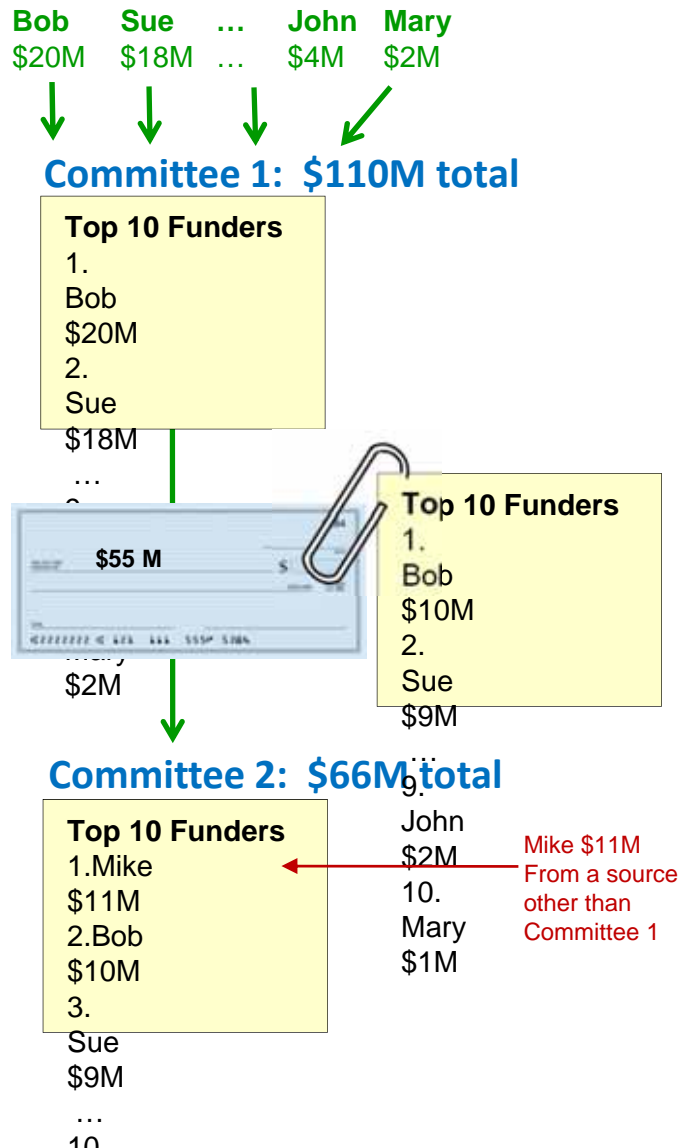 Bob Sue … John Mary
$20M $18M … $4M $2M
Committee 1: $110M total
Top 10 Funders
1.
Bob
$20M
2.
Sue
$18M
…
$55 M
$
$2M
Top 10 Funders
1.
Bob
$10M
2.
Sue
$9M
…
9.
John
$2M
10.
Mary
$1M
Committee 2: $66M total
Top 10 Funders
1.Mike
$11M
2.Bob
$10M
3.
Sue
$9M
…
10
Mike $11M
From a source
other than
Committee 1